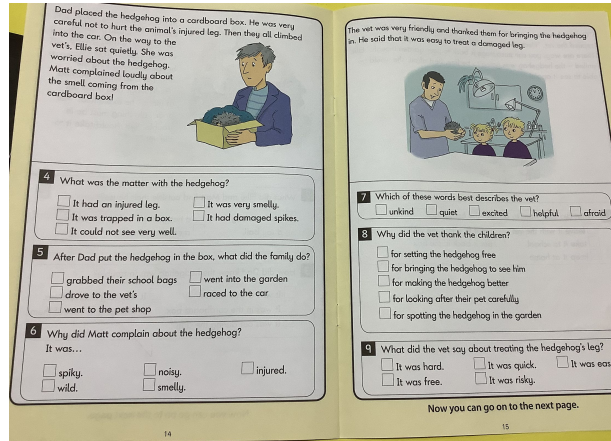 Dad placed the hedgehog into a cardboard box. He was very
careful not to hurt the animal's injured leg. Then they all climbed
into the car. On the way to the
vet's, Ellie sat quietly. She was
worried about the hedgehog.
Matt complained loudly about
the smell coming from the
cardboard box!
4 What was the matter with the hedgehog?
It had an injured leg. It was very smelly.
It was trapped in a box. It had damaged spikes.
It could not see very well.
5 After Dad put the hedgehog in the box, what did the family do?
grabbed their school bags went into the garden
drove to the vet's raced to the car
went to the pet shop
6 Why did Matt complain about the hedgehog?
It was...
spiky. noisy. injured.
wild. smelly.
14
The vet was very friendly and thanked them for bringing the hedgehog
in. He said that it was easy to treat a damaged leg.
7 Which of these words best describes the vet?
unkind quiet excited helpful afraid
8 Why did the vet thank the children?
for setting the hedgehog free
for bringing the hedgehog to see him
for making the hedgehog better
for looking after their pet carefully
for spotting the hedgehog in the garden
9 What did the vet say about treating the hedgehog's leg?
It was hard. It was quick. It was eas
It was free. It was risky.
Now you can go on to the next page.
15